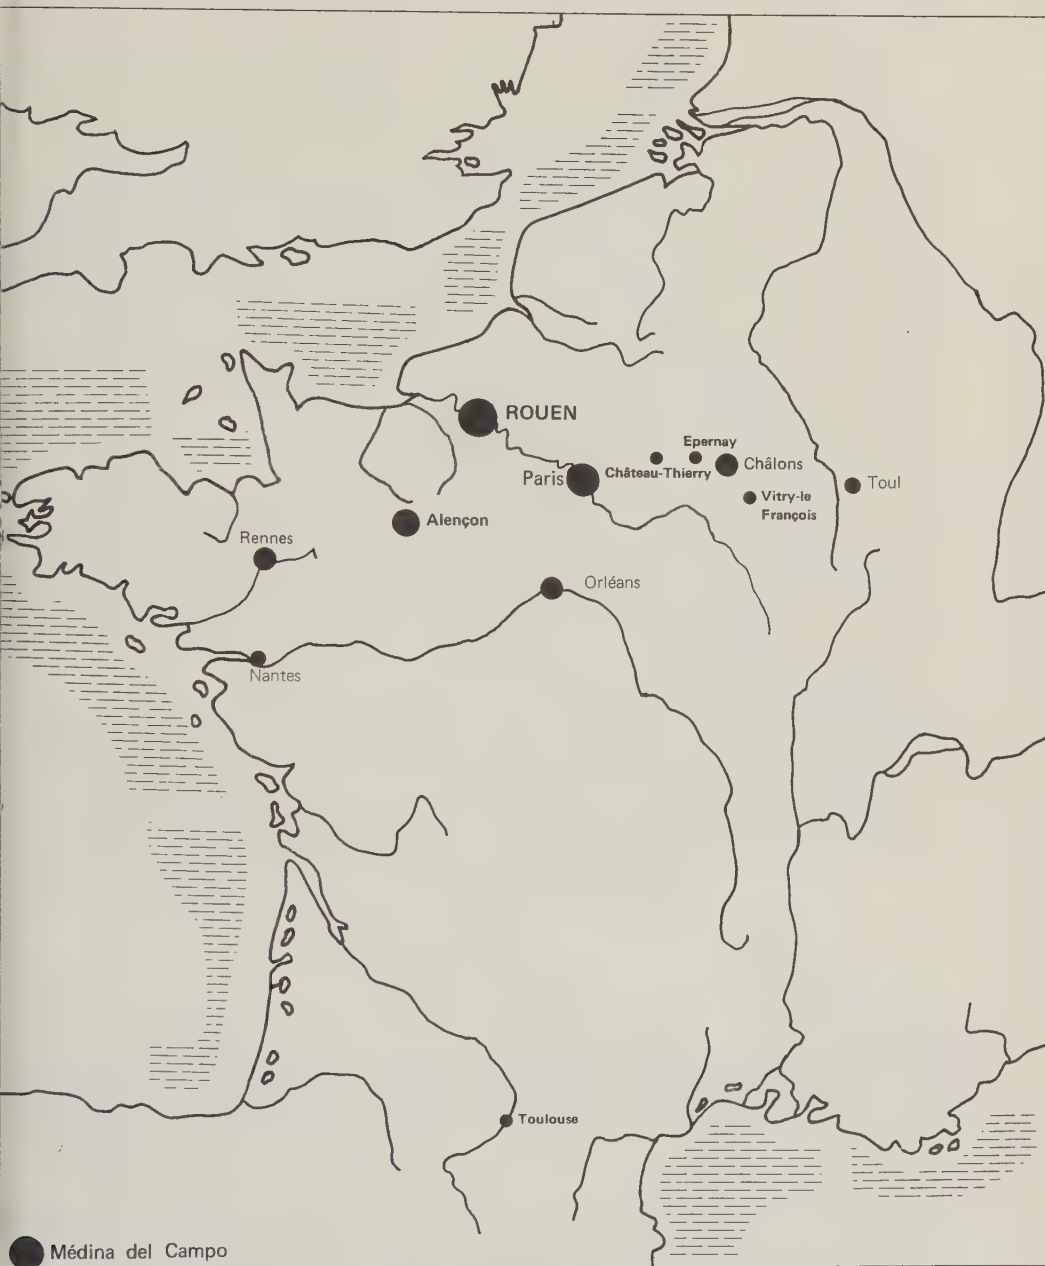 ROUEN
Epernay
Paris
Château-Thierry
Châlons
Toul
Vitry-le
François
Alençon
Rennes
Orléans
Nantes
Toulouse
Médina del Campo